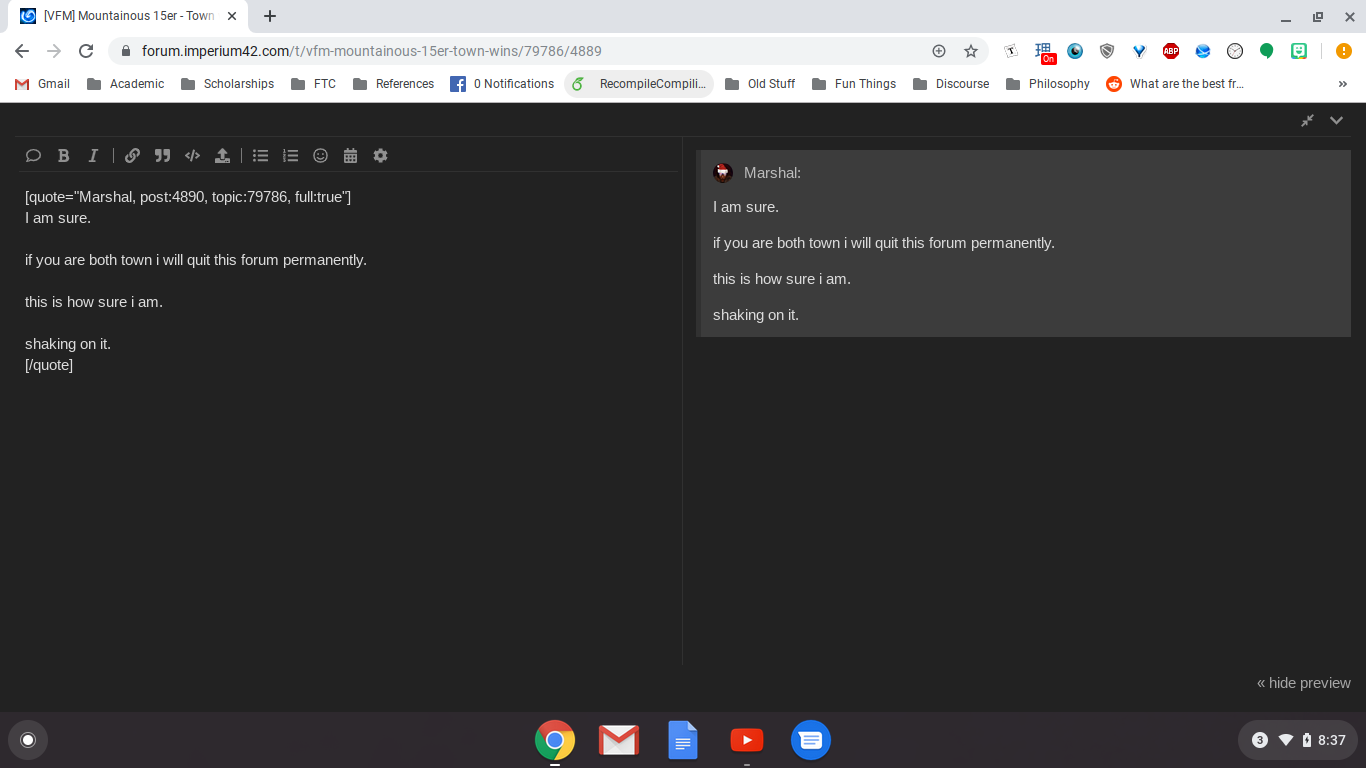 [VFM] Mountainous 15er - Town
forum.imperium42.com/t/vfm-mountainous-15er-town-wins/79786/4889
On
ABP
Gmail
Academic
Scholarships
FTC
References
0 Notifications
RecompileCompili...
Old Stuff
Fun Things
Discourse
Philosophy
What are the best fr...
»
[quote="Marshal, post:4890, topic:79786, full:true"]
I am sure.
if you are both town i will quit this forum permanently.
this is how sure i am.
shaking on it.
[/quote]
Marshal:
I am sure.
if you are both town i will quit this forum permanently.
this is how sure i am.
shaking on it.
« hide preview
3
8:37